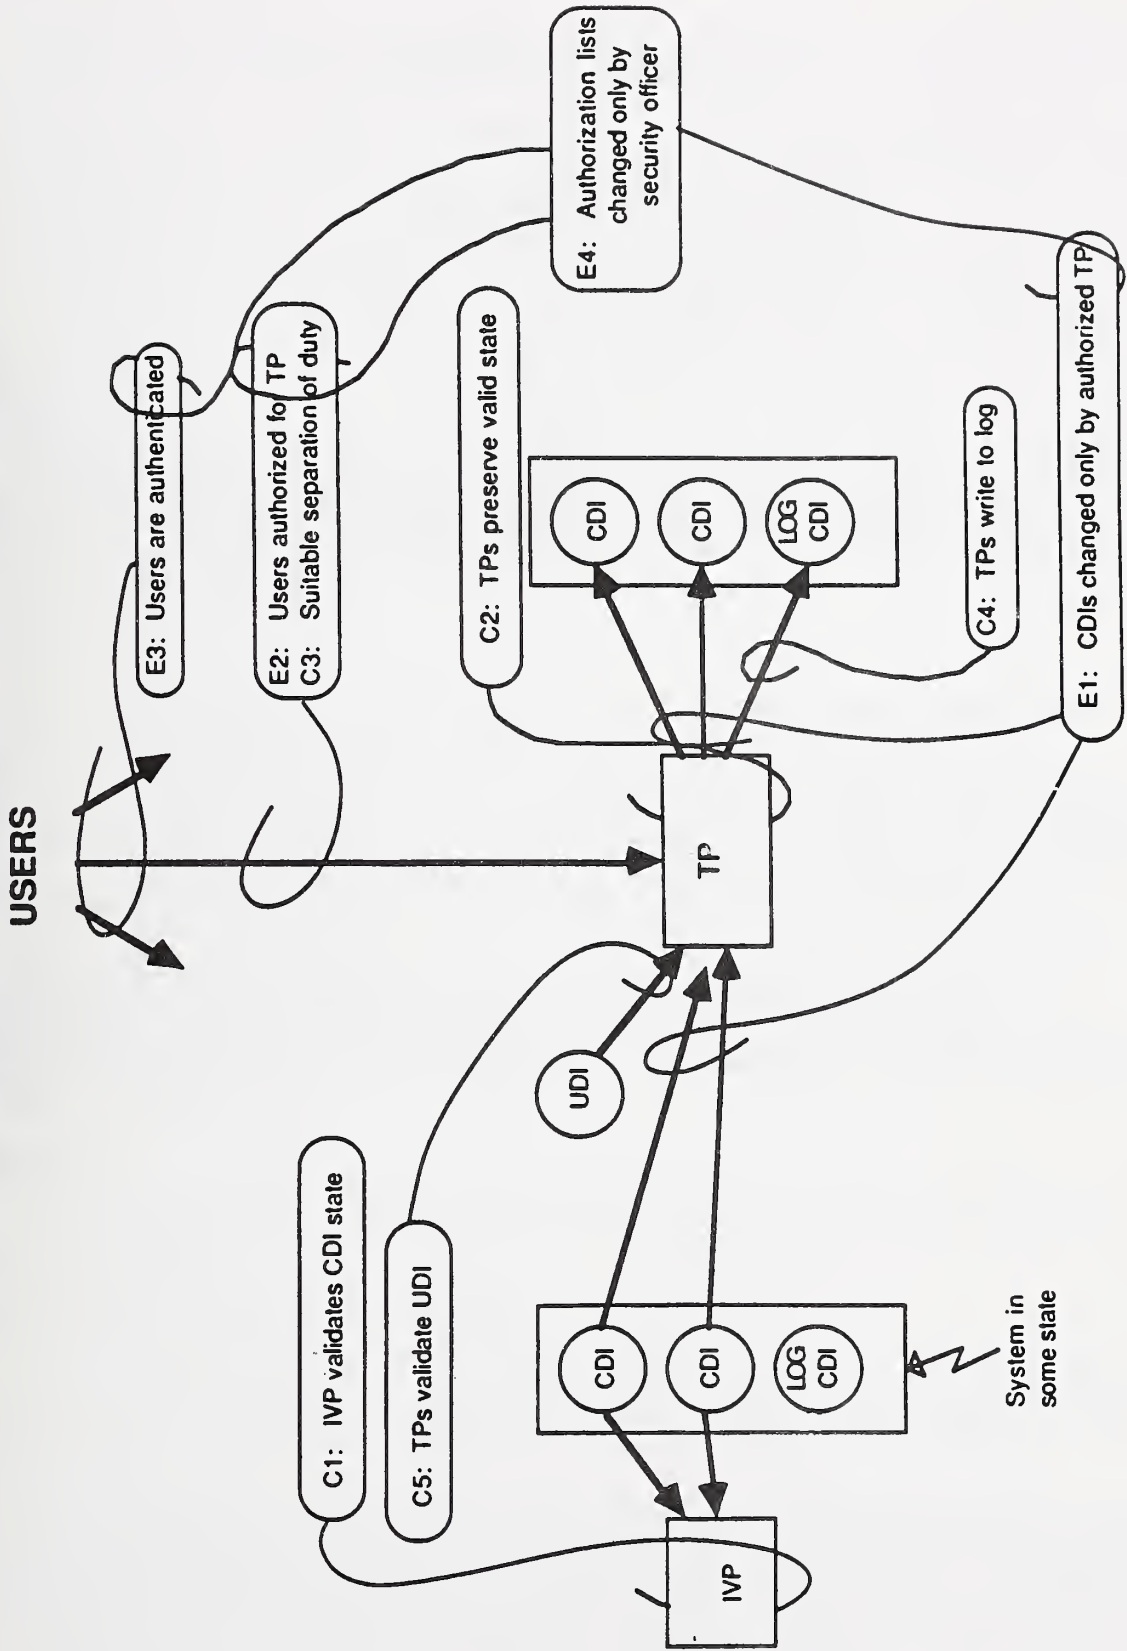 USERS
E3: Users are authenticated
E2: Users authorized for TP
C3: Suitable separation of duty
E4: Authorization lists
changed only by
security officer
C1: IVP validates CDI state
C5: TPs validate UDI
C2: TPs preserve valid state
UDI
CDI
CDI
LOG
CDI
IVP
TP
CDI
CDI
LOG
CDI
System in
some state
C4: TPs write to log
E1: CDIs changed only by authorized TP